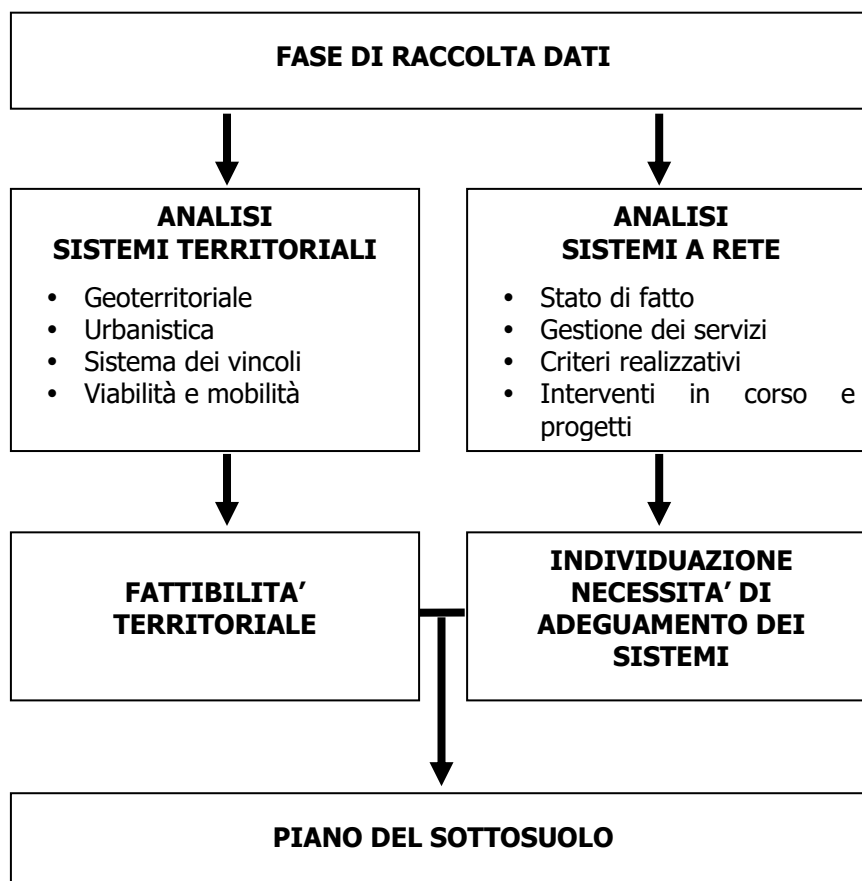 FASE DI RACCOLTA DATI
ANALISI
SISTEMI TERRITORIALI
• Geoterritoriale
• Urbanistica
• Sistema dei vincoli
• Viabilità e mobilità
ANALISI
SISTEMI A RETE
• Stato di fatto
• Gestione dei servizi
• Criteri realizzativi
• Interventi in corso e
progetti
FATTIBILITA’
TERRITORIALE
INDIVIDUAZIONE
NECESSITA’ DI
ADEGUAMENTO DEI
SISTEMI
PIANO DEL SOTTOSUOLO